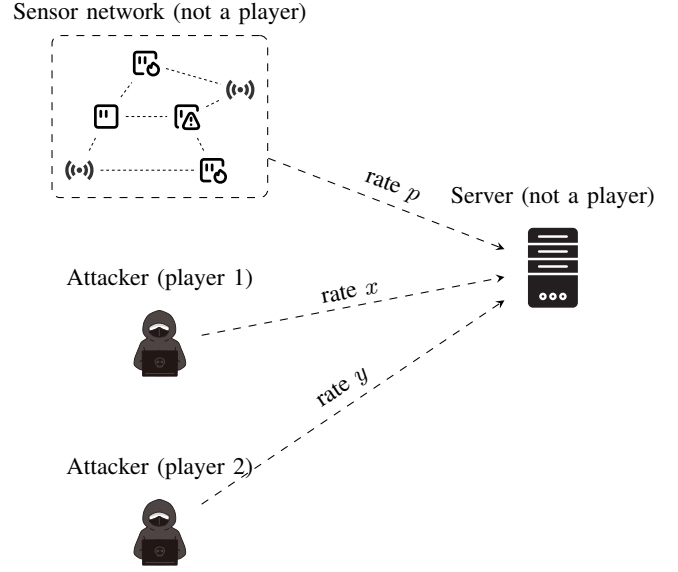 Sensor network (not a player)
rate p
Server (not a player)
Attacker (player 1)
rate x
rate y
Attacker (player 2)